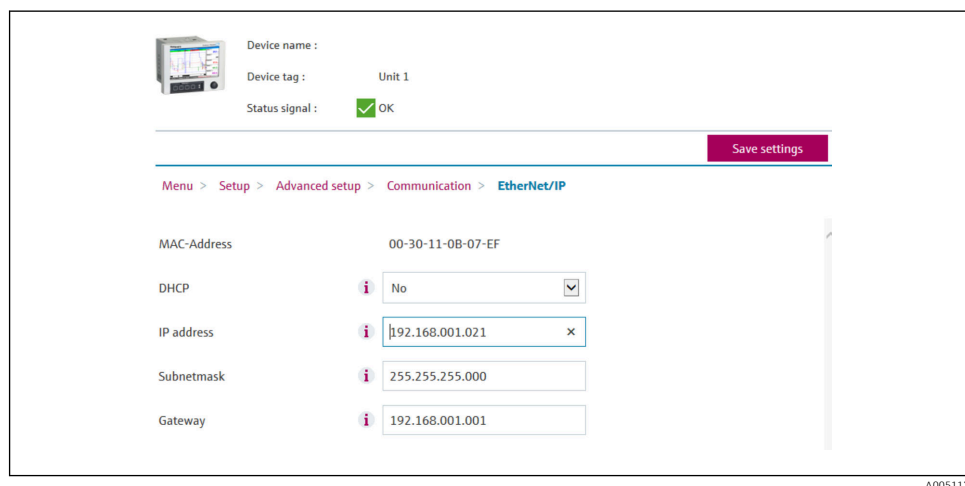 Device name :
Device tag : Unit 1
Status signal : OK
Save settings
Menu > Setup > Advanced setup > Communication > EtherNet/IP
MAC-Address 00-30-11-0B-07-EF
DHCP i No
IP address i 192.168.001.021 ×
Subnetmask i 255.255.255.000
Gateway i 192.168.001.001